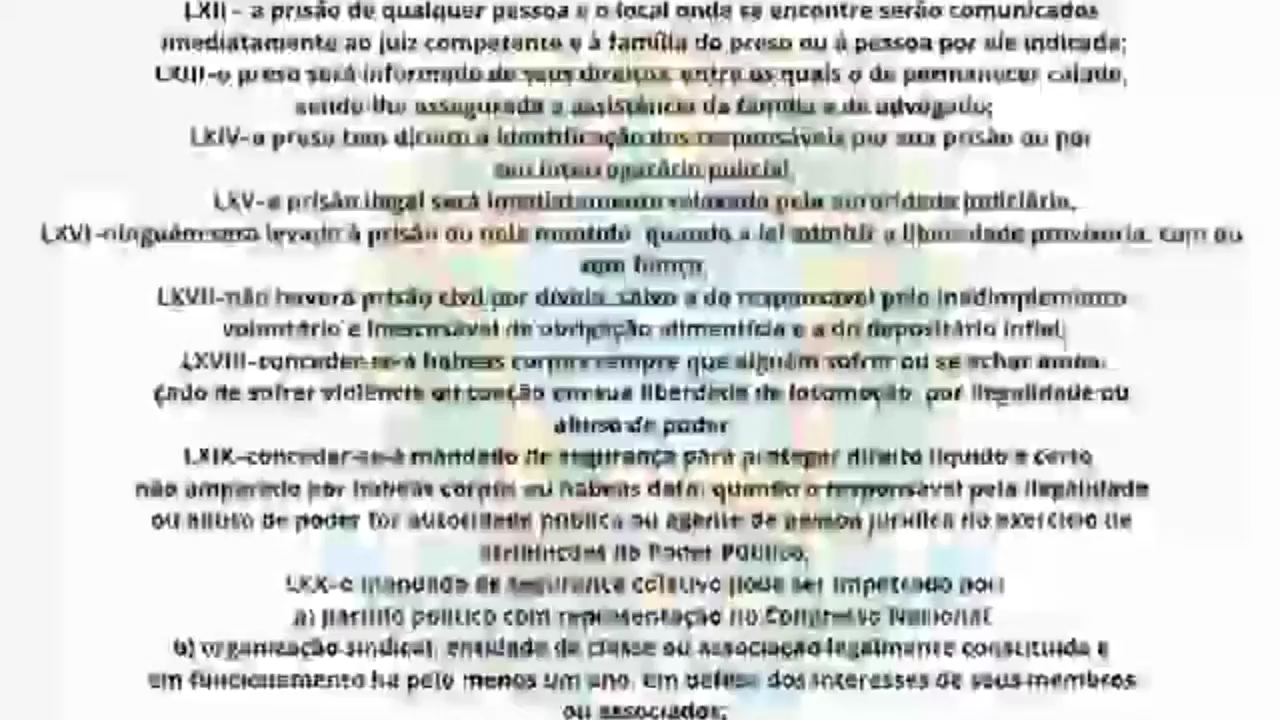 LXII - a prisão de qualquer pessoa e o local onde se encontre serão comunicados
imediatamente ao juiz competente e à família do preso ou à pessoa por ele indicada;
LXIII-o preso será informado de seus direitos, entre os quais o de permanecer calado,
sendo-lhe assegurada a assistência da família e de advogado;
LXIV-o preso tem direito a identificação dos responsáveis por sua prisão ou por
seu interrogatório policial;
LXV-a prisão ilegal será imediatamente relaxada pela autoridade judiciária;
LXVI-ninguém será levado à prisão ou nela mantido, quando a lei admitir a liberdade provisória, com ou
sem fiança;
LXVII-não haverá prisão civil por dívida, salvo a do responsável pelo inadimplemento
voluntário e inescusável de obrigação alimentícia e a do depositário infiel;
LXVIII-conceder-se-á habeas corpus sempre que alguém sofrer ou se achar amea-
çado de sofrer violência ou coação em sua liberdade de locomoção, por ilegalidade ou
abuso de poder
LXIX-conceder-se-á mandado de segurança para proteger direito líquido e certo,
não amparado por habeas corpus ou habeas data, quando o responsável pela ilegalidade
ou abuso de poder for autoridade pública ou agente de pessoa jurídica no exercício de
atribuições do Poder Público;
LXX-o mandado de segurança coletivo pode ser impetrado por:
a) partido político com representação no Congresso Nacional
b) organização sindical, entidade de classe ou associação legalmente constituída e
em funcionamento há pelo menos um ano, em defesa dos interesses de seus membros
ou associados;